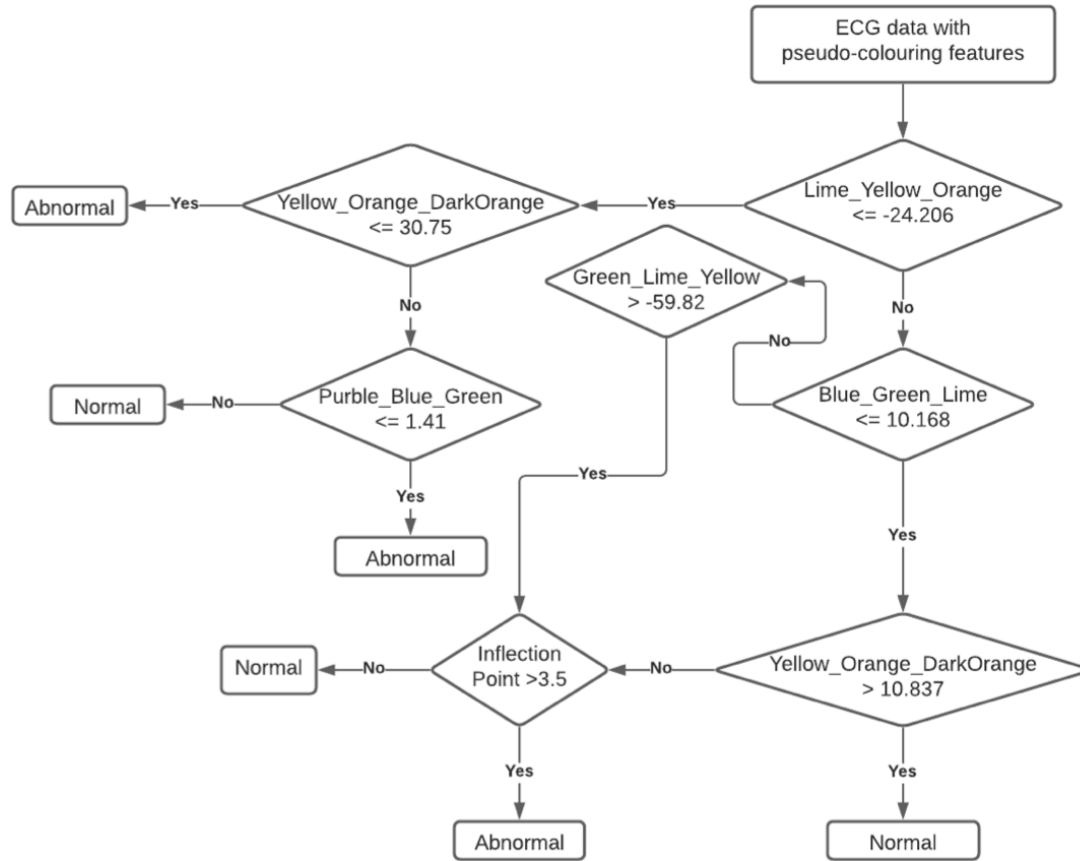 ECG data with
pseudo-colouring features
Lime_Yellow_Orange
<= -24.206
Yes
Yellow_Orange_DarkOrange
<= 30.75
Yes
Abnormal
No
Green_Lime_Yellow
> -59.82
No
No
Purble_Blue_Green
<= 1.41
No
Normal
Blue_Green_Lime
<= 10.168
Yes
Yes
Abnormal
Yes
Yellow_Orange_DarkOrange
> 10.837
No
Inflection
Point >3.5
No
Normal
Yes
Abnormal
Yes
Normal